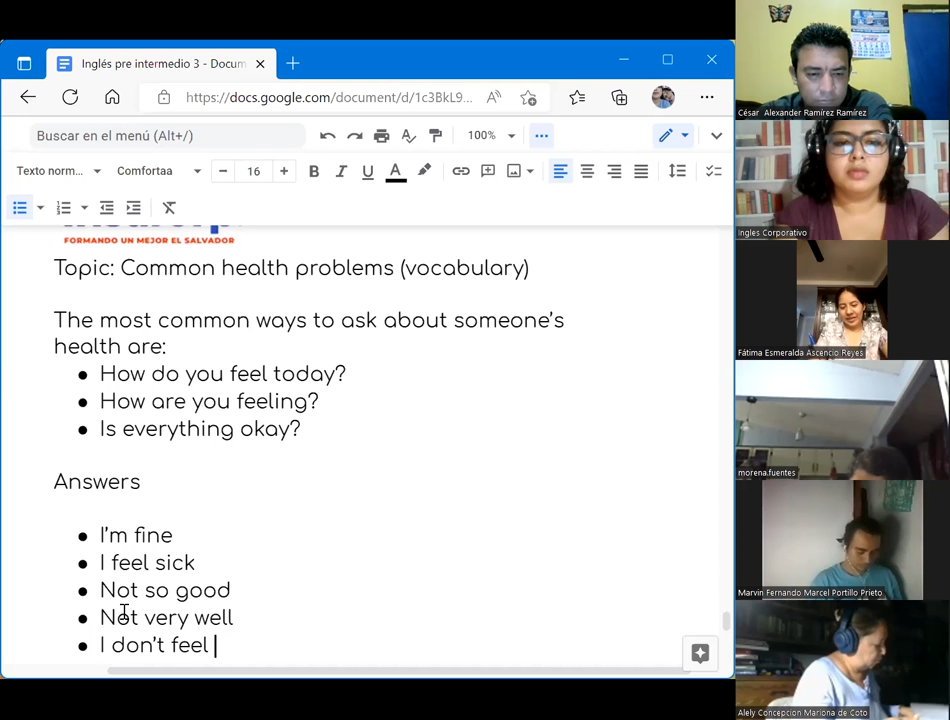 Inglés pre intermedio 3 - Docum
https://docs.google.com/document/d/1c3BkL9...
Buscar en el menú (Alt+/)
100%
Texto norm...
Comfortaa
16
FORMANDO UN MEJOR EL SALVADOR
Topic: Common health problems (vocabulary)
The most common ways to ask about someone's
health are:
● How do you feel today?
● How are you feeling?
● Is everything okay?
Answers
● I'm fine
● I feel sick
● Not so good
● Not very well
● I don't feel
César Alexander Ramírez Ramírez
Ingles Corporativo
Fátima Esmeralda Ascencio Reyes
morena.fuentes
Marvin Fernando Marcel Portillo Prieto
Alely Concepcion Mariona de Coto